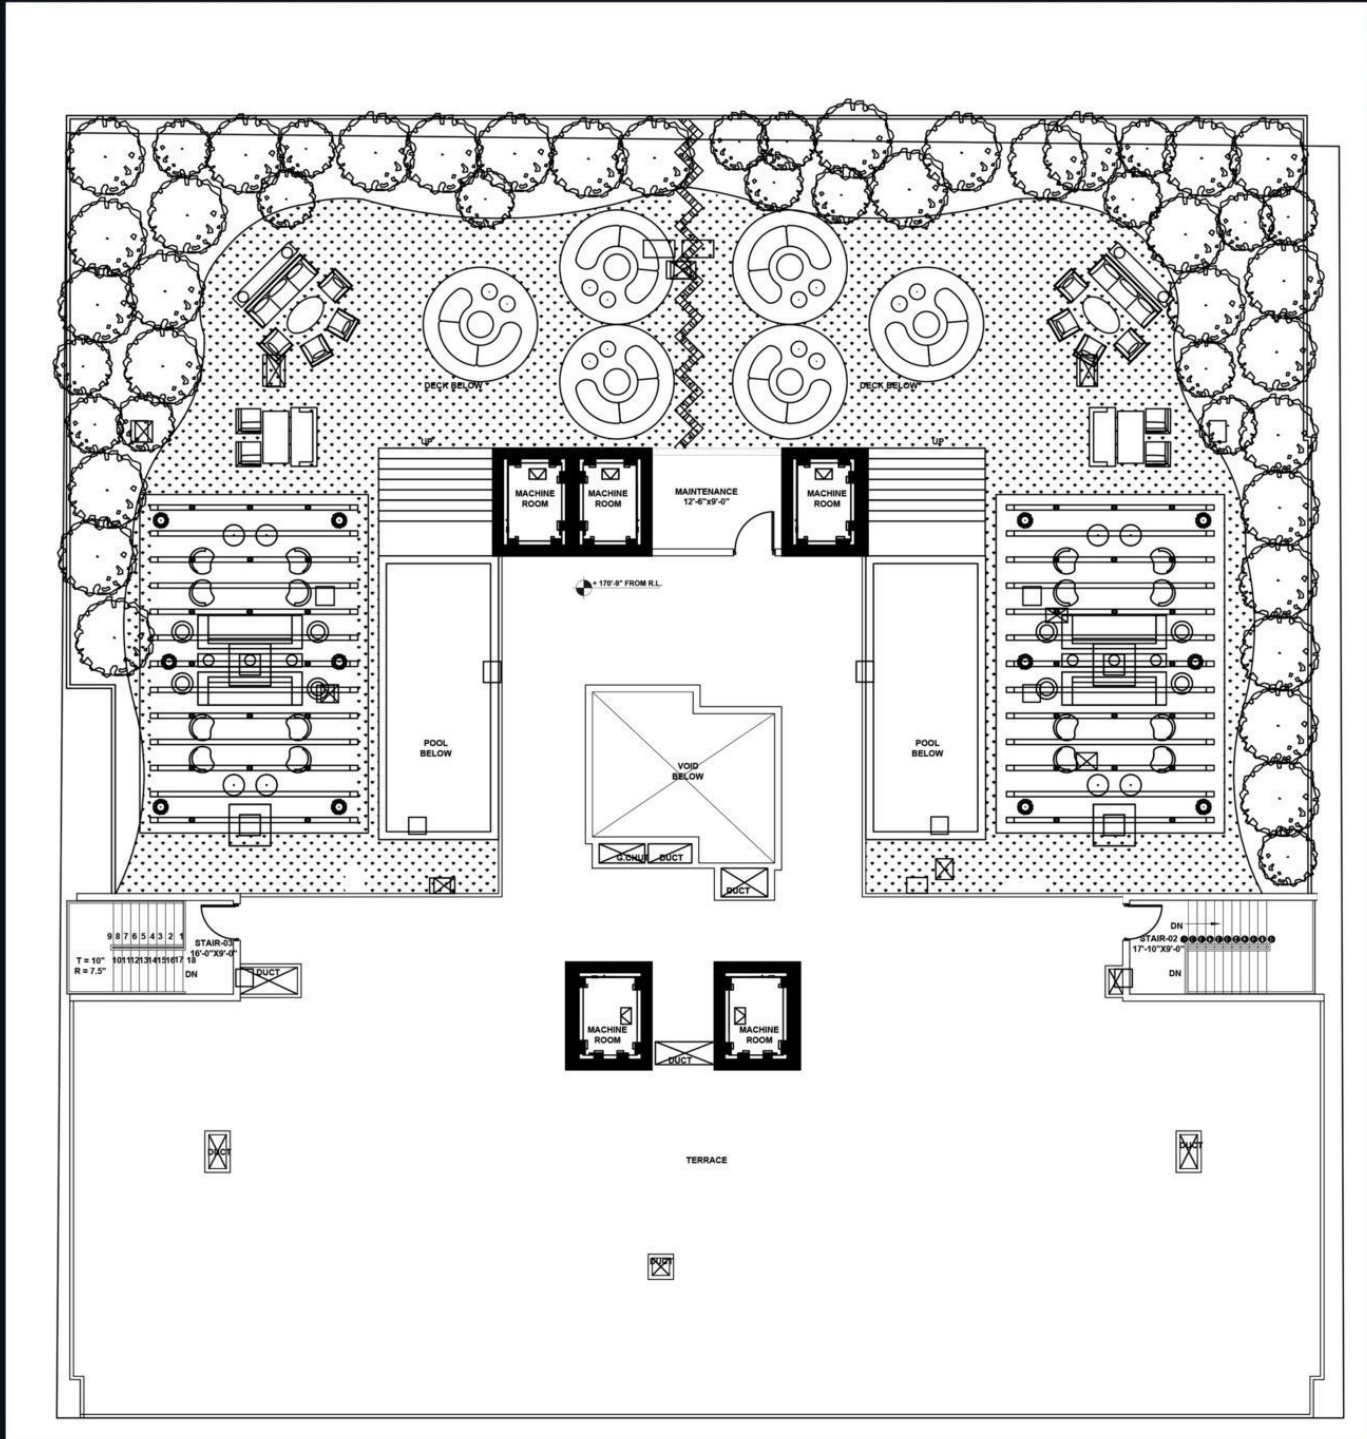 DECK BELOW
DECK BELOW
UP
UP
MACHINE
ROOM
MACHINE
ROOM
MAINTENANCE
12'-6"x9'-0"
MACHINE
ROOM
+ 170'-9" FROM R.L.
POOL
BELOW
VOID
BELOW
POOL
BELOW
DUCT
DUCT
9 8 7 6 5 4 3 2 1
STAIR-03
16'-0"X9'-0"
T = 10"
R = 7.5"
10 11 12 13 14 15 16 17 18
DN
DUCT
DN
STAIR-02
17'-10"X9'-0"
DN
MACHINE
ROOM
MACHINE
ROOM
DUCT
DUCT
TERRACE
DUCT
DUCT